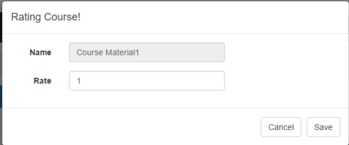 Rating Course!
Name Course Material1
Rate 1
Cancel Save